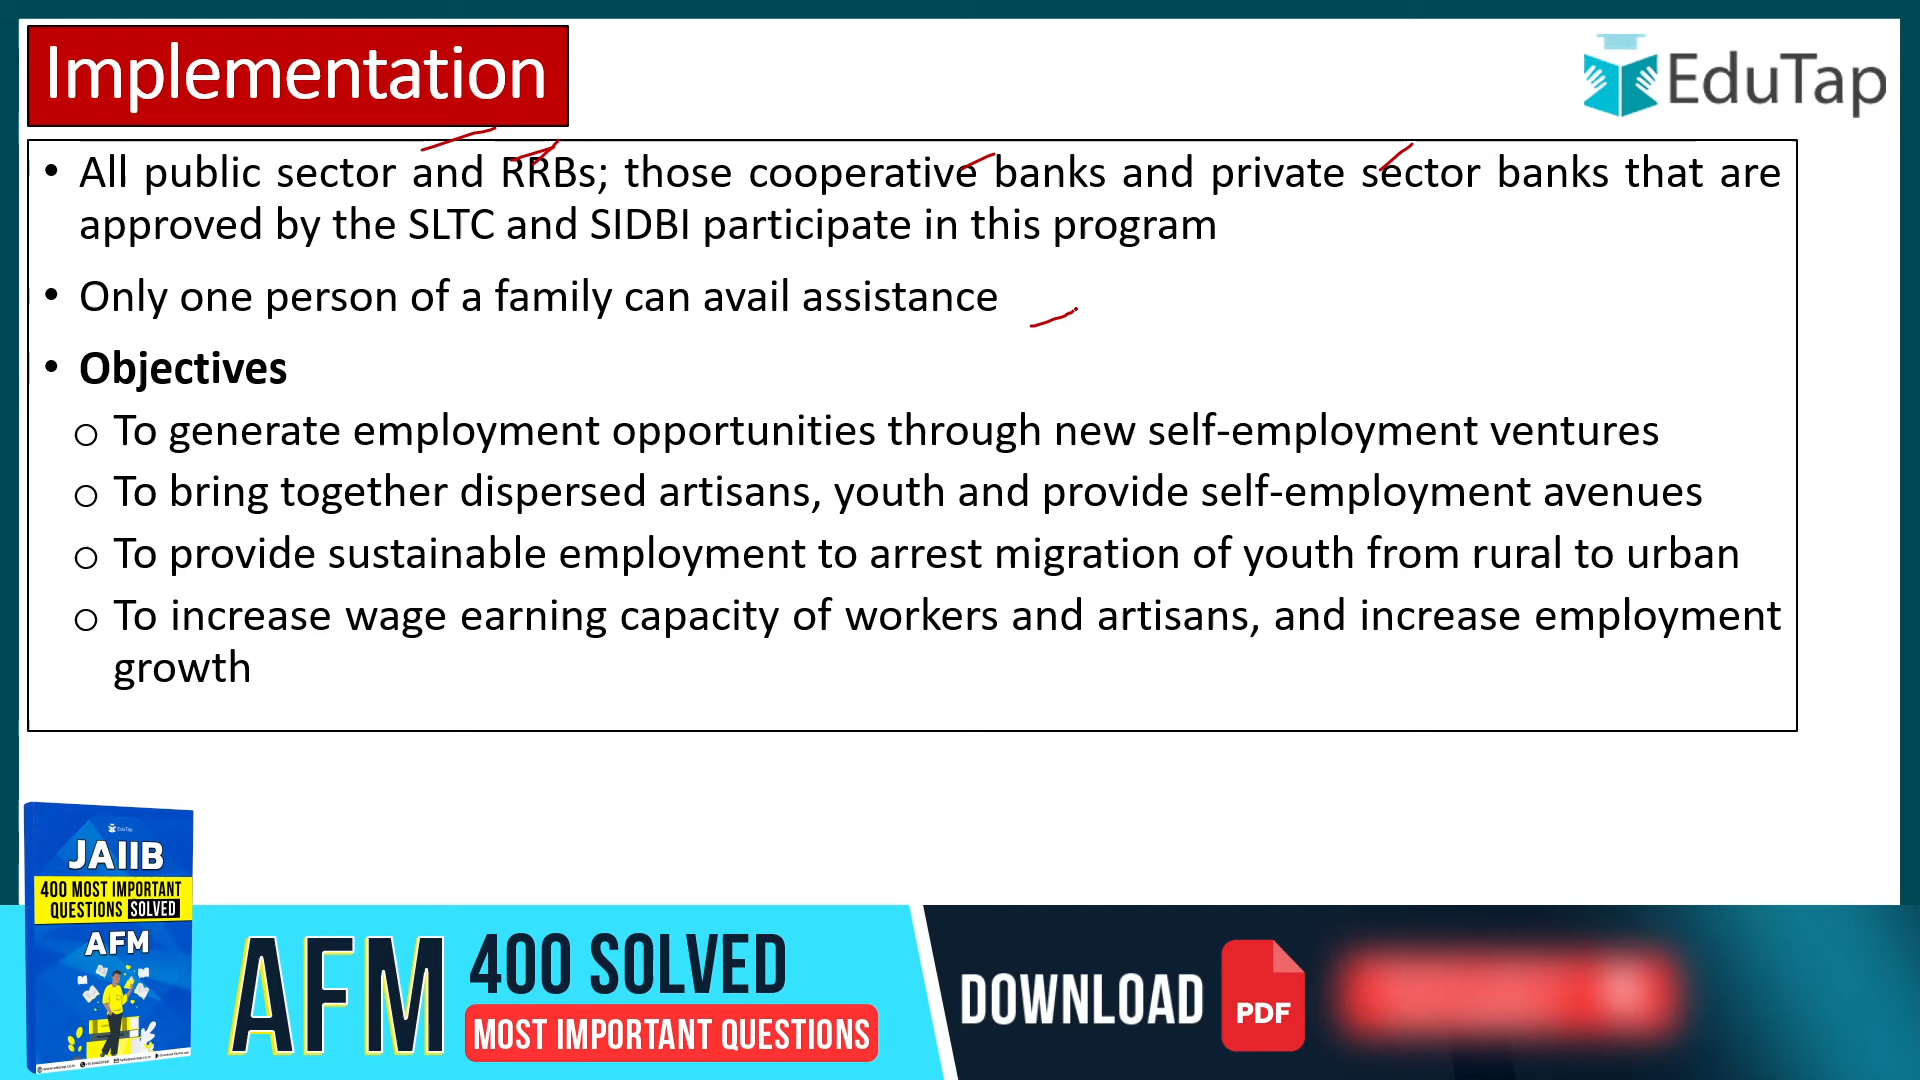 Implementation
EduTap
• All public sector and RRBs; those cooperative banks and private sector banks that are
approved by the SLTC and SIDBI participate in this program
• Only one person of a family can avail assistance
• Objectives
o To generate employment opportunities through new self-employment ventures
o To bring together dispersed artisans, youth and provide self-employment avenues
o To provide sustainable employment to arrest migration of youth from rural to urban
o To increase wage earning capacity of workers and artisans, and increase employment
growth
EduTap
JAIIB
400 MOST IMPORTANT
QUESTIONS SOLVED
AFM
AFM
400 SOLVED
MOST IMPORTANT QUESTIONS
DOWNLOAD
PDF